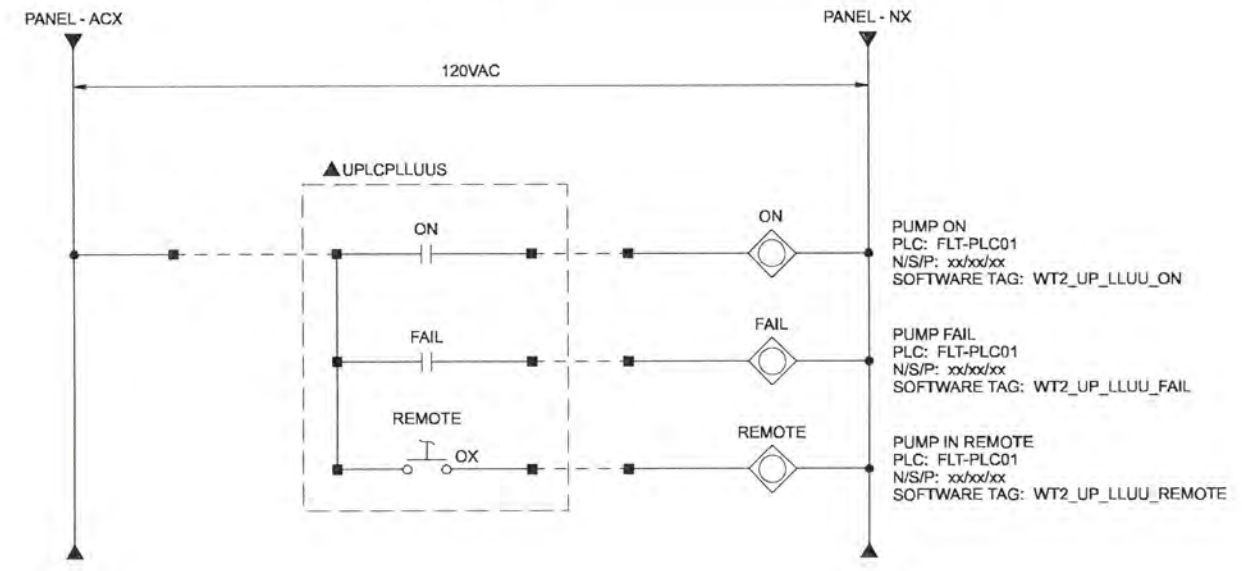 PANEL - ACX
PANEL - NX
120VAC
UPLCPLLUUS
ON
ON
PUMP ON
PLC: FLT-PLC01
N/S/P: xx/xx/xx
SOFTWARE TAG: WT2_UP_LLUU_ON
FAIL
FAIL
PUMP FAIL
PLC: FLT-PLC01
N/S/P: xx/xx/xx
SOFTWARE TAG: WT2_UP_LLUU_FAIL
REMOTE
OX
REMOTE
PUMP IN REMOTE
PLC: FLT-PLC01
N/S/P: xx/xx/xx
SOFTWARE TAG: WT2_UP_LLUU_REMOTE